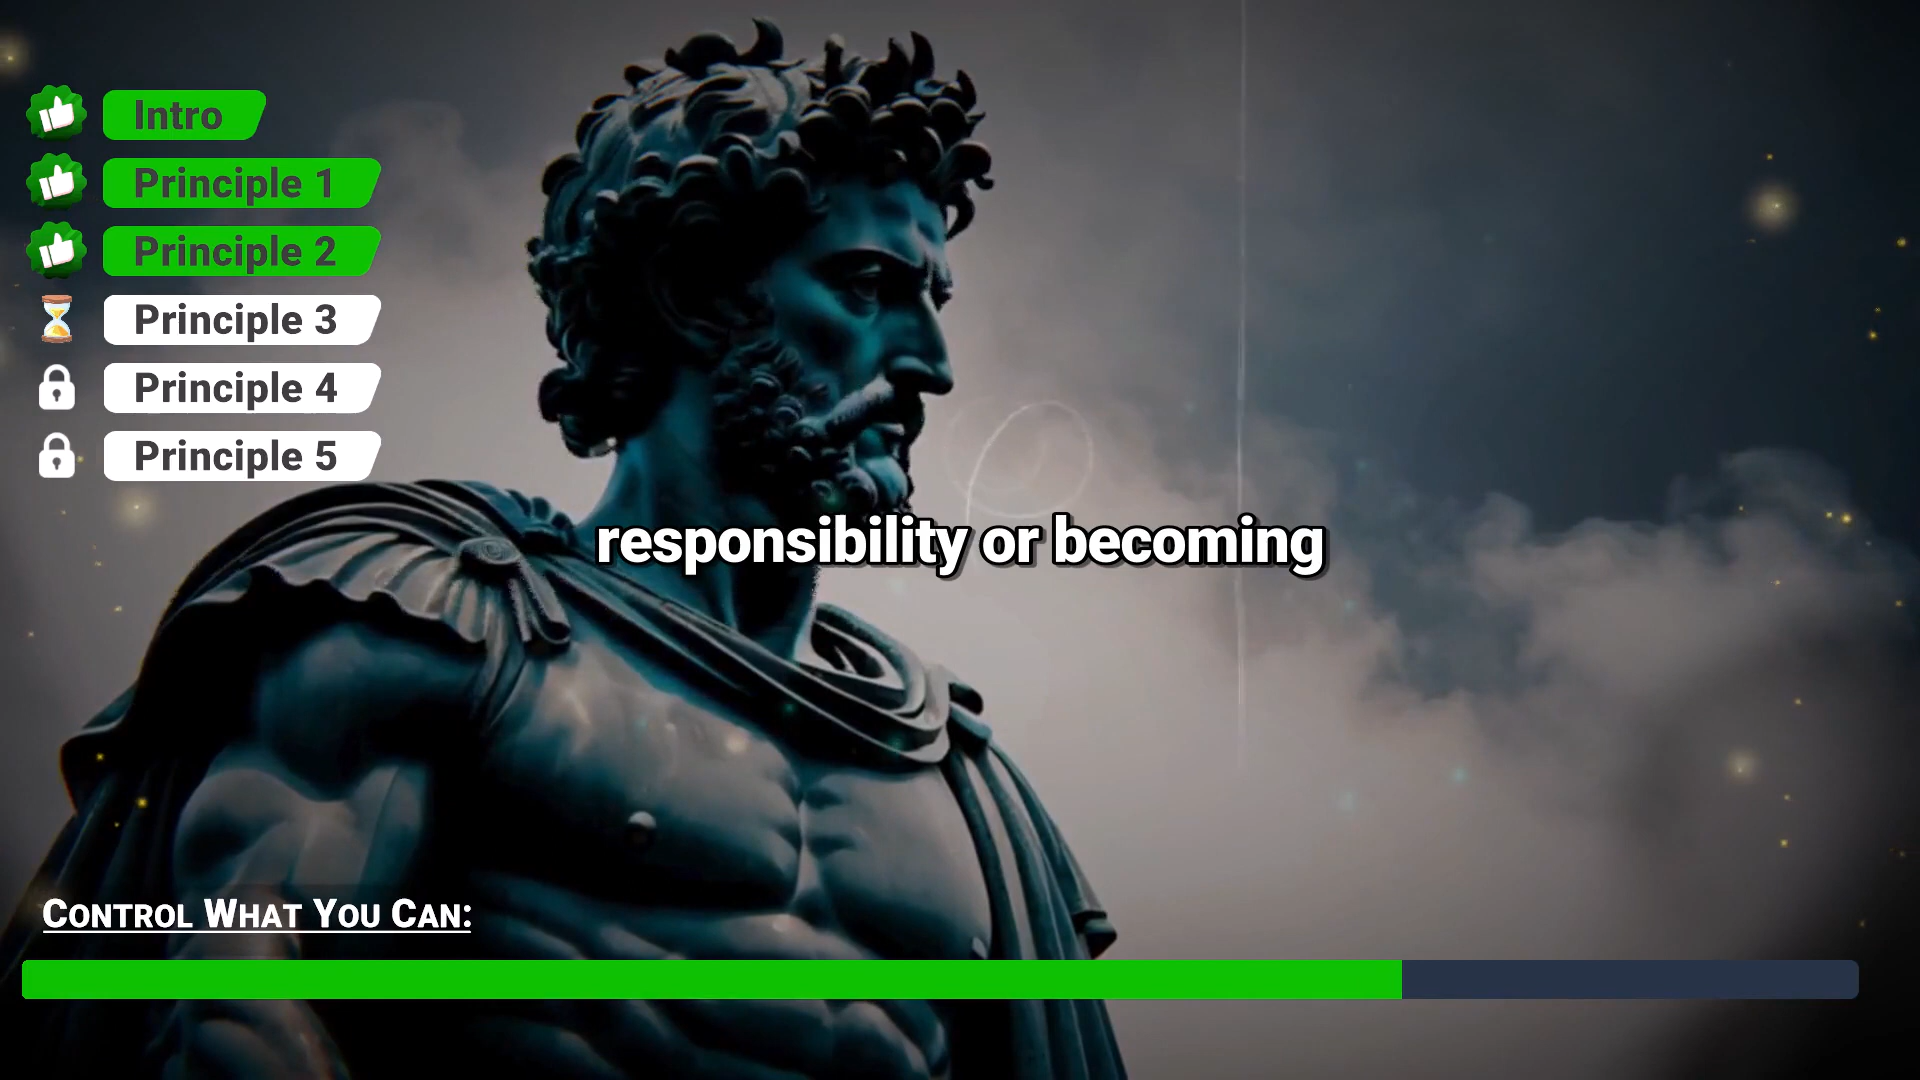 Intro
Principle 1
Principle 2
Principle 3
Principle 4
Principle 5
responsibility or becoming
Control What You Can: